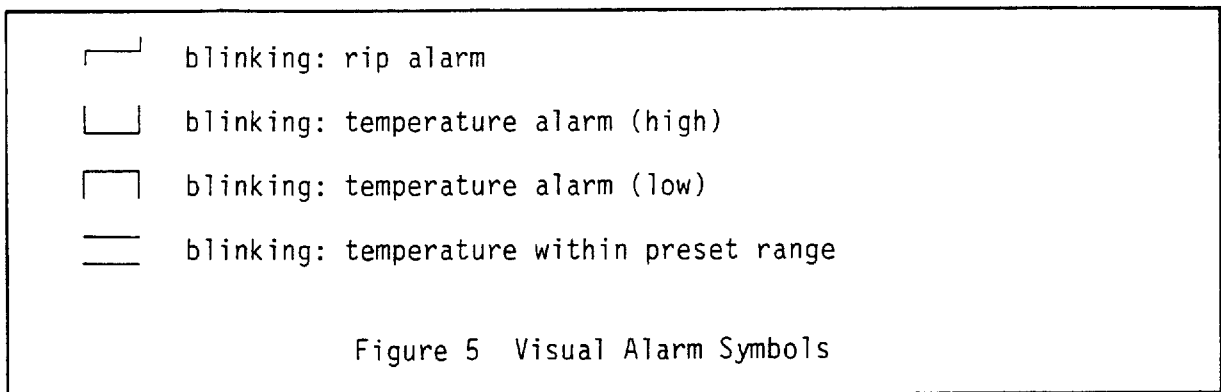 blinking: rip alarm
blinking: temperature alarm (high)
blinking: temperature alarm (low)
blinking: temperature within preset range
Figure 5 Visual Alarm Symbols